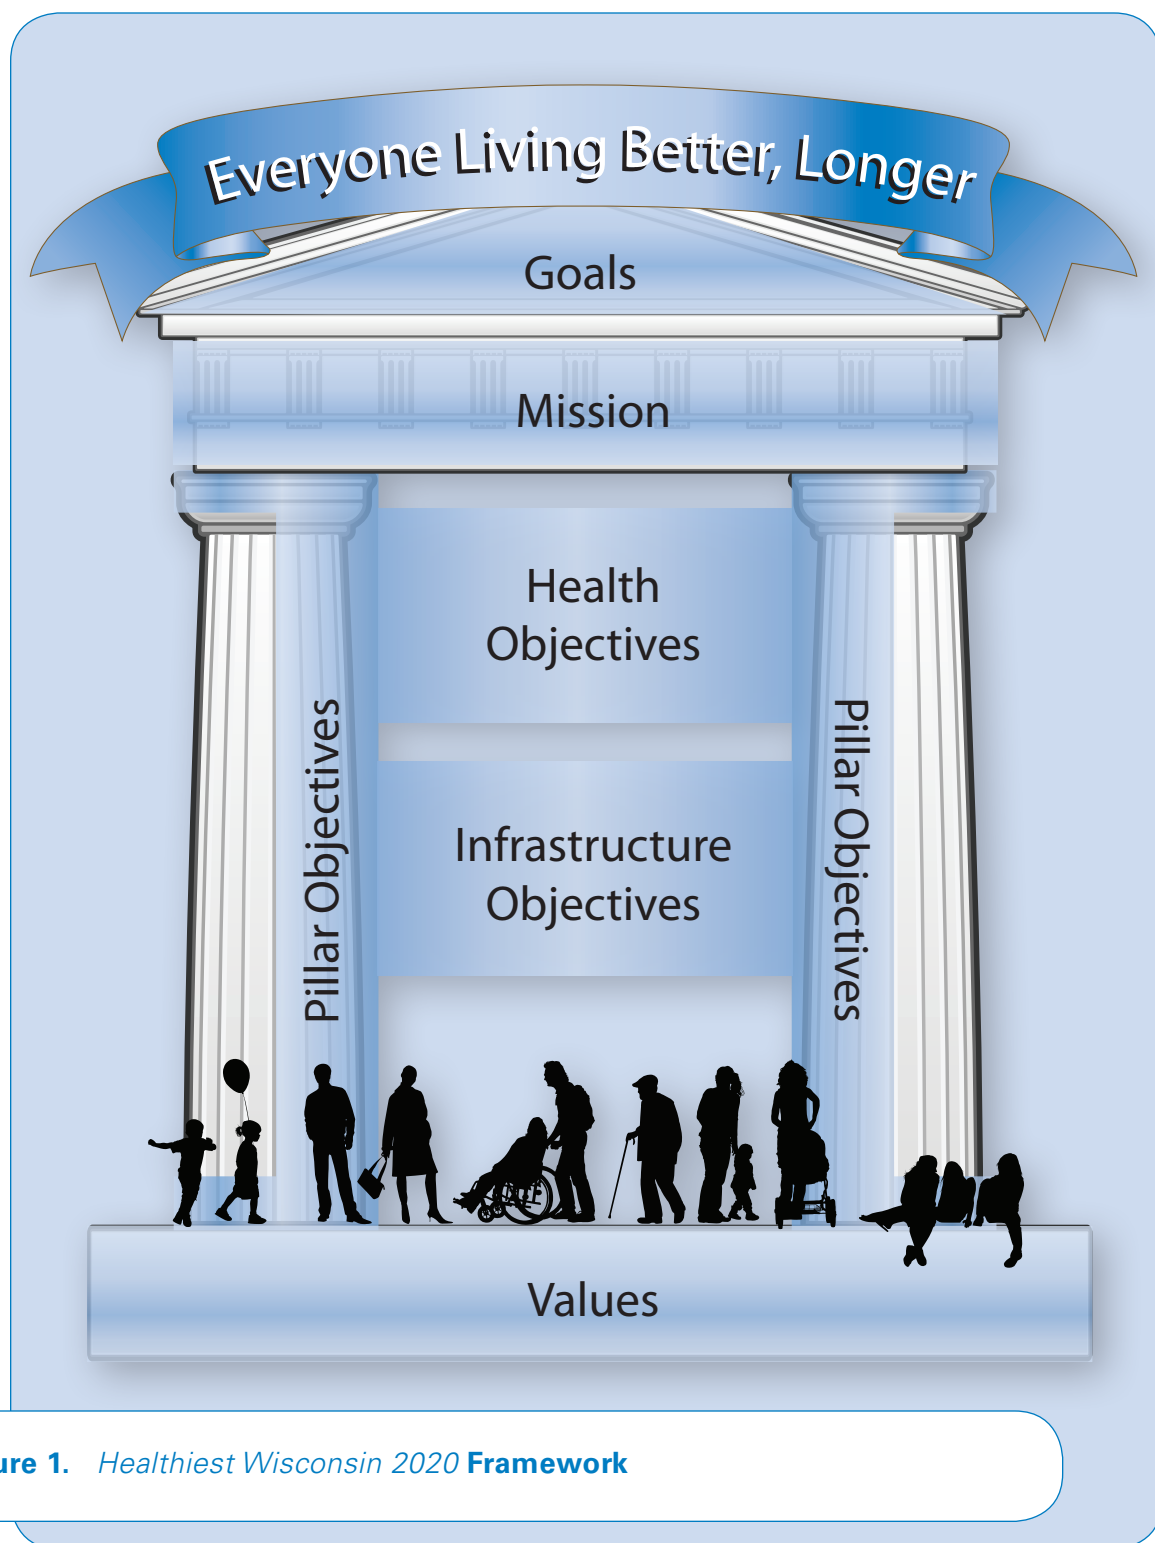 Everyone Living Better, Longer
Goals
Mission
Health
Objectives
Pillar Objectives
Pillar Objectives
Infrastructure
Objectives
Values
ure 1. Healthiest Wisconsin 2020 Framework